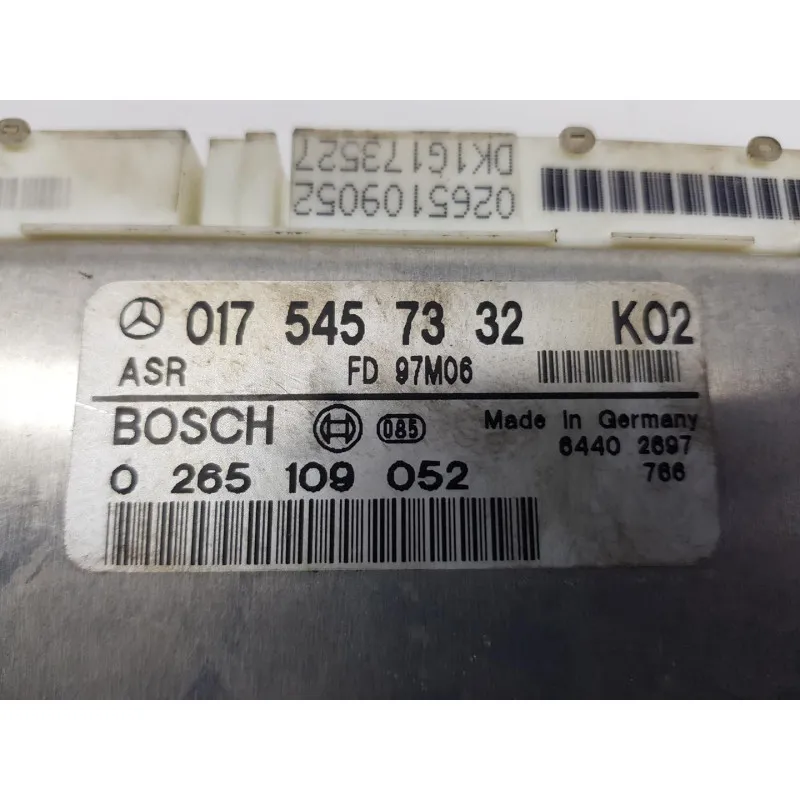 0265109052
DK1G173527
017 545 73 32 K02
ASR FD 97M06
BOSCH 085 Made in Germany
6440 2697
0 265 109 052 766